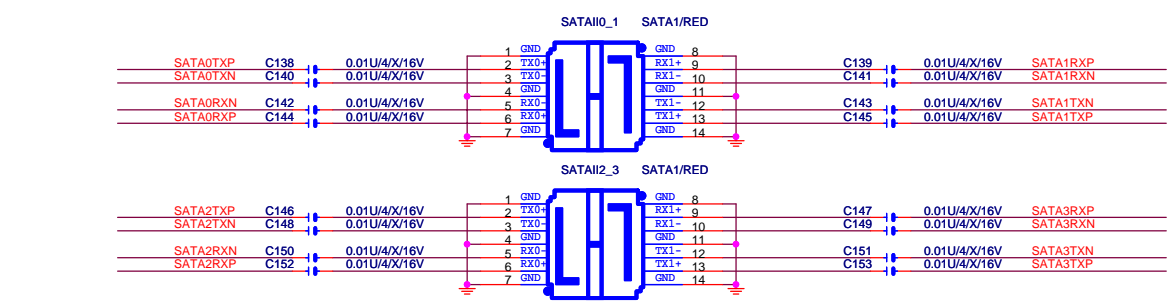 SATAII0_1 SATA1/RED
1 GND GND 8
SATA0TXP C138 0.01U/4/X/16V 2 TX0+ RX1+ 9 C139 0.01U/4/X/16V SATA1RXP
SATA0TXN C140 0.01U/4/X/16V 3 TX0- RX1- 10 C141 0.01U/4/X/16V SATA1RXN
4 GND GND 11
SATA0RXN C142 0.01U/4/X/16V 5 RX0- TX1- 12 C143 0.01U/4/X/16V SATA1TXN
SATA0RXP C144 0.01U/4/X/16V 6 RX0+ TX1+ 13 C145 0.01U/4/X/16V SATA1TXP
7 GND GND 14
SATAII2_3 SATA1/RED
1 GND GND 8
SATA2TXP C146 0.01U/4/X/16V 2 TX0+ RX1+ 9 C147 0.01U/4/X/16V SATA3RXP
SATA2TXN C148 0.01U/4/X/16V 3 TX0- RX1- 10 C149 0.01U/4/X/16V SATA3RXN
4 GND GND 11
SATA2RXN C150 0.01U/4/X/16V 5 RX0- TX1- 12 C151 0.01U/4/X/16V SATA3TXN
SATA2RXP C152 0.01U/4/X/16V 6 RX0+ TX1+ 13 C153 0.01U/4/X/16V SATA3TXP
7 GND GND 14